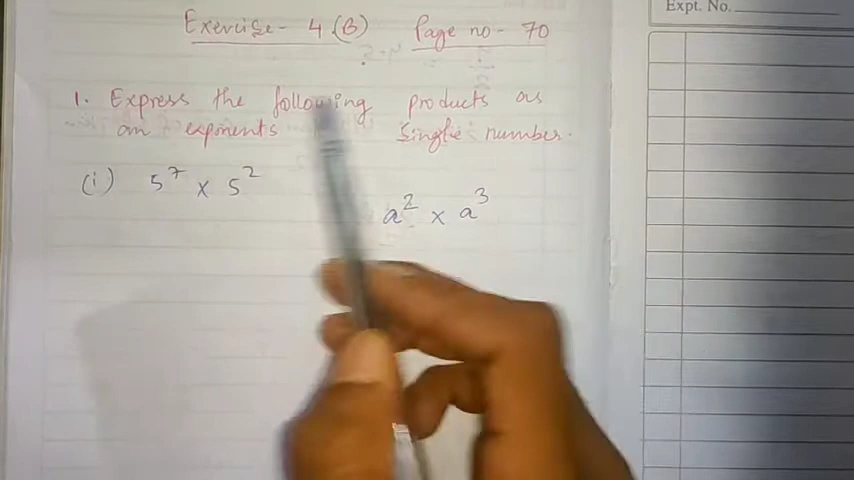 Exercise - 4 (B) Page no - 70
Expt. No.
1. Express the following products as
an exponents single number.
(i) 5⁷ x 5²
a² x a³